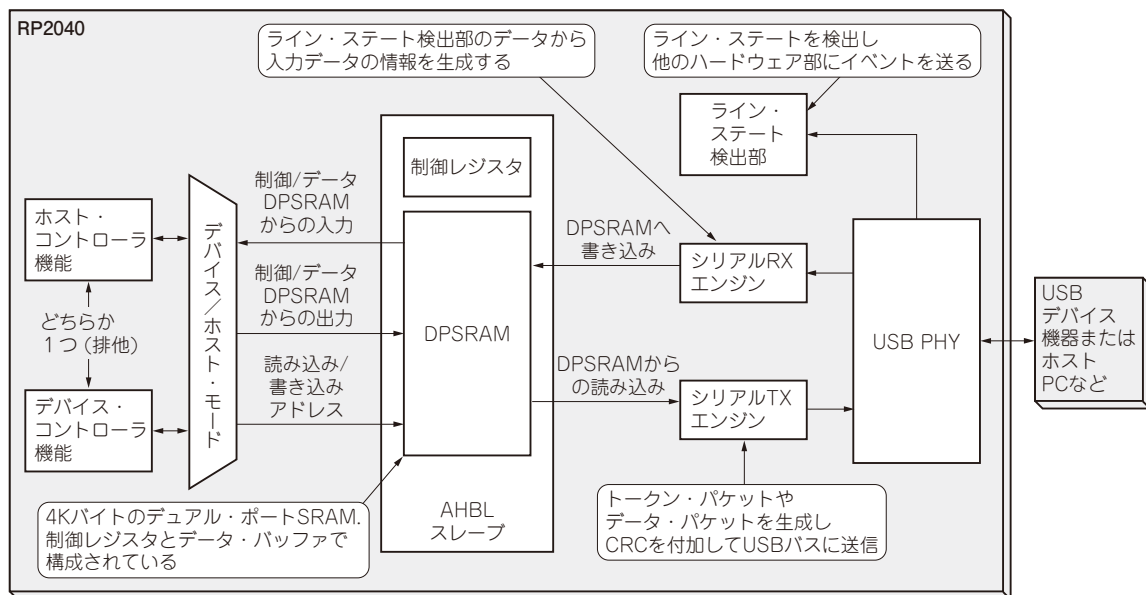 RP2040
ライン・ステート検出部のデータから
入力データの情報を生成する
ライン・ステートを検出し
他のハードウェア部にイベントを送る
ライン・
ステート
検出部
制御レジスタ
制御/データ
DPSRAM
からの入力
ホスト・
コントローラ
機能
デバイス/ホスト・モード
DPSRAMへ
書き込み
シリアルRX
エンジン
制御/データ
DPSRAM
からの出力
どちらか
1つ(排他)
DPSRAM
USB PHY
USB
デバイス
機器または
ホスト
PCなど
読み込み/
書き込み
アドレス
DPSRAMから
の読み込み
デバイス・
コントローラ
機能
シリアルTX
エンジン
4Kバイトのデュアル・ポートSRAM.
制御レジスタとデータ・バッファで
構成されている
AHBL
スレーブ
トークン・パケットや
データ・パケットを生成し
CRCを付加してUSBバスに送信